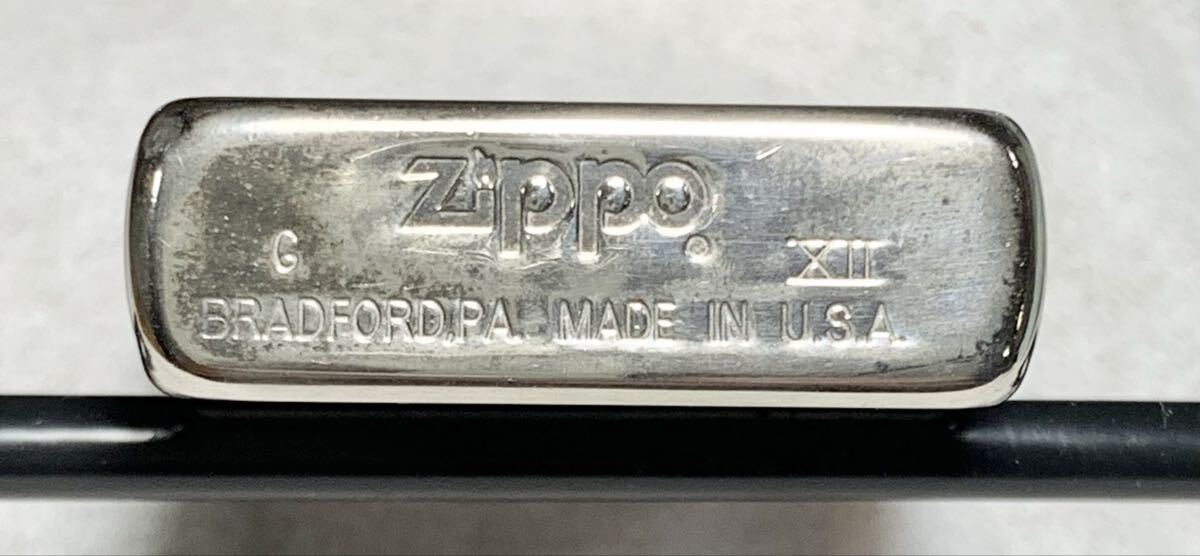 Zippo®
G XII
BRADFORD,PA. MADE IN U.S.A.